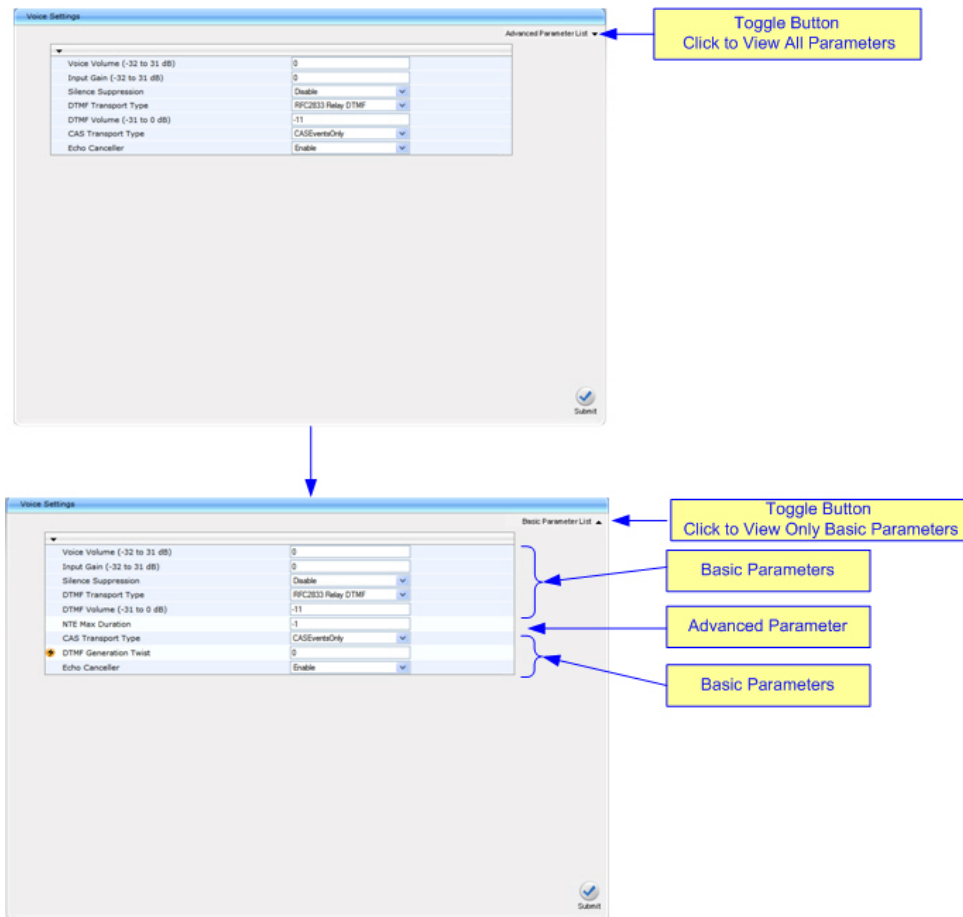 Voice Settings
Advanced Parameter List
Toggle Button
Click to View All Parameters
Voice Volume (-32 to 31 dB) 0
Input Gain (-32 to 31 dB) 0
Silence Suppression Disable
DTMF Transport Type RFC2833 Relay DTMF
DTMF Volume (-31 to 0 dB) -11
CAS Transport Type CASEventsOnly
Echo Canceller Enable
Submit
Voice Settings
Basic Parameter List
Toggle Button
Click to View Only Basic Parameters
Voice Volume (-32 to 31 dB) 0
Input Gain (-32 to 31 dB) 0
Silence Suppression Disable
DTMF Transport Type RFC2833 Relay DTMF
DTMF Volume (-31 to 0 dB) -11
NTE Max Duration -1
CAS Transport Type CASEventsOnly
DTMF Generation Twist 0
Echo Canceller Enable
Basic Parameters
Advanced Parameter
Basic Parameters
Submit